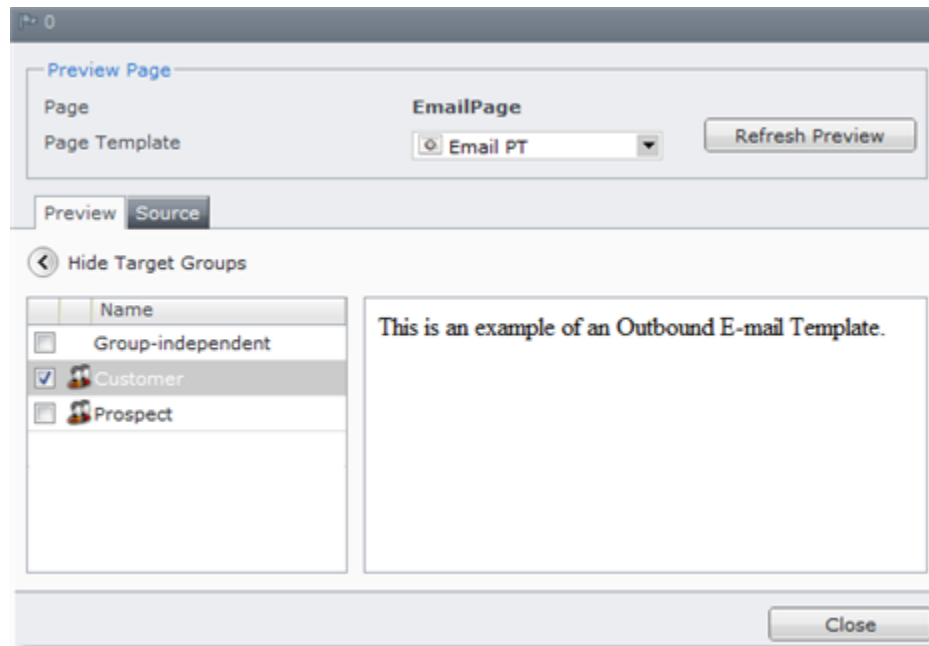 0
Preview Page
Page EmailPage
Page Template Email PT Refresh Preview
Preview Source
Hide Target Groups
Name
Group-independent
Customer
Prospect
This is an example of an Outbound E-mail Template.
Close